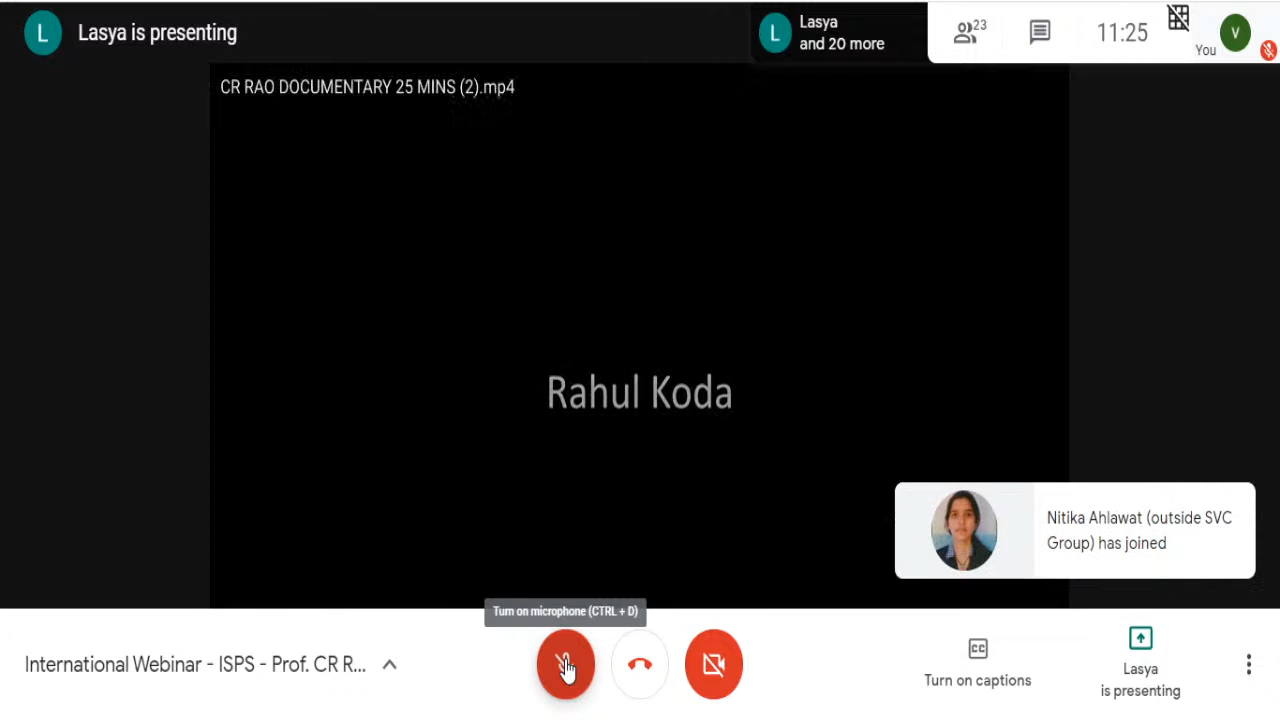 L
Lasya is presenting
L
Lasya
and 20 more
23
11:25
You
V
CR RAO DOCUMENTARY 25 MINS (2).mp4
Rahul Koda
Nitika Ahlawat (outside SVC
Group) has joined
Turn on microphone (CTRL + D)
International Webinar - ISPS - Prof. CR R...
CC
Turn on captions
Lasya
is presenting